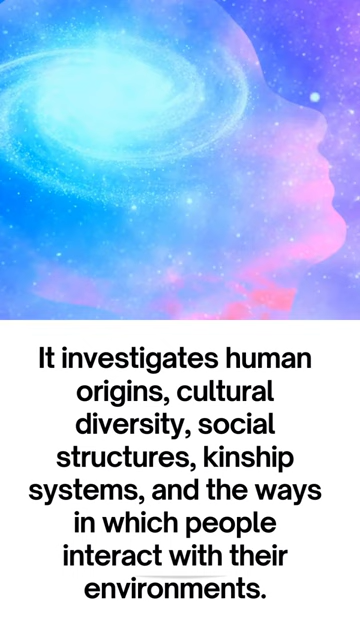 It investigates human
origins, cultural
diversity, social
structures, kinship
systems, and the ways
in which people
interact with their
environments.